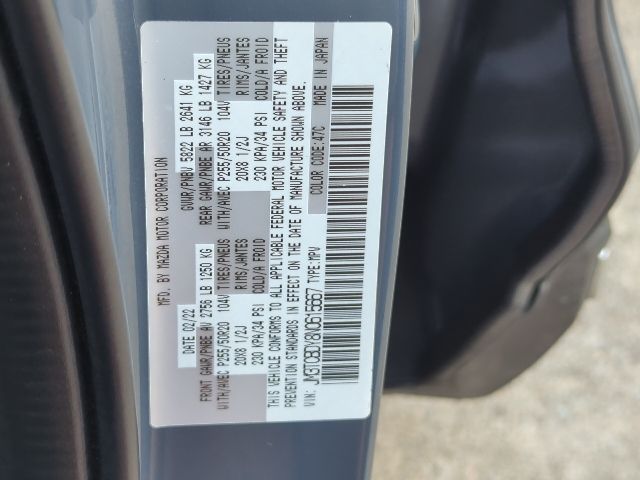 MFD. BY MAZDA MOTOR CORPORATION
DATE 02/22 GVWR/PNBV 5822 LB 2641 KG
FRONT GAWR/PNBE AV 2756 LB 1250 KG REAR GAWR/PNBE AR 3146 LB 1427 KG
WITH/AVEC P255/50R20 104V TIRES/PNEUS WITH/AVEC P255/50R20 104V TIRES/PNEUS
20X8 1/2J RIMS/JANTES 20X8 1/2J RIMS/JANTES
230 KPA/34 PSI COLD/A FROID 230 KPA/34 PSI COLD/A FROID
THIS VEHICLE CONFORMS TO ALL APPLICABLE FEDERAL MOTOR VEHICLE SAFETY AND THEFT
PREVENTION STANDARDS IN EFFECT ON THE DATE OF MANUFACTURE SHOWN ABOVE.
VIN: JM3TCBDY8N0615667 TYPE:MPV COLOR CODE:47C MADE IN JAPAN